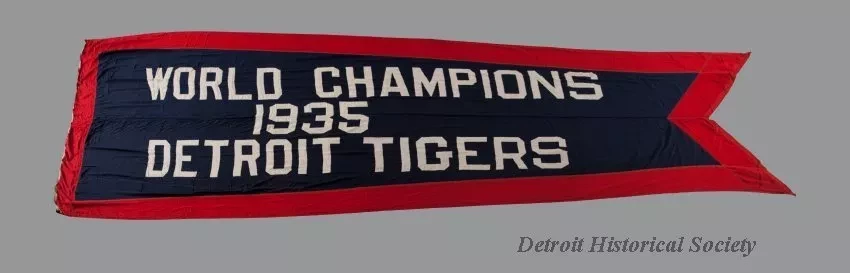 WORLD CHAMPIONS
1935
DETROIT TIGERS
Detroit Historical Society